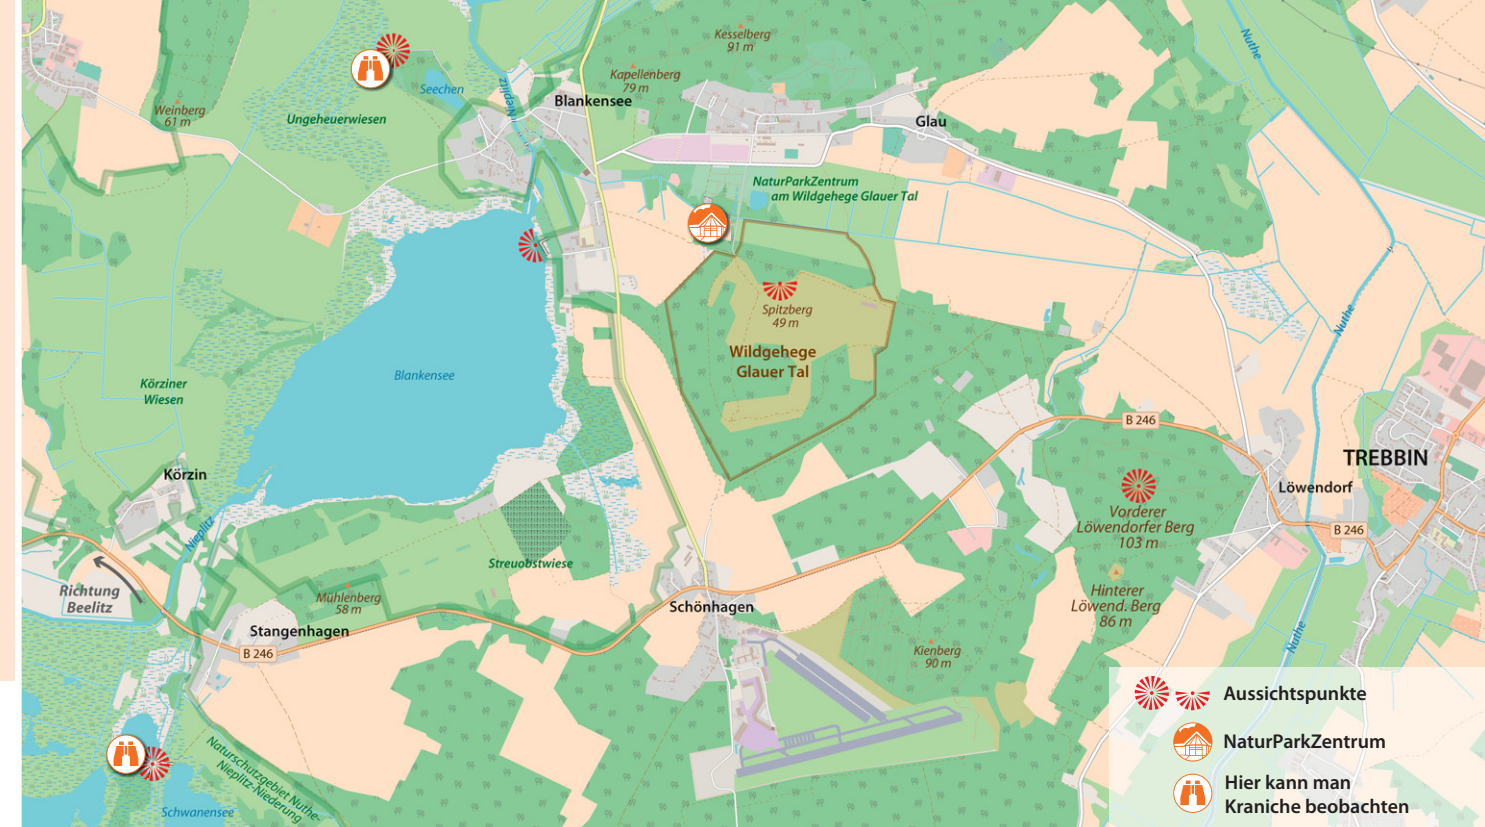 Kesselberg
91 m
Kapellenberg
79 m
Nuthe
Seechen
Nieplitz
Blankensee
Weinberg
61 m
Ungeheuerwiesen
Glau
NaturParkZentrum
am Wildgehege Glauer Tal
Spitzberg
49 m
Nuthe
Wildgehege
Glauer Tal
Blankensee
Körziner
Wiesen
B 246
TREBBIN
Körzin
Löwendorf
Vorderer
Löwendorfer Berg
103 m
B 246
Nieplitz
Streuobstwiese
Richtung
Beelitz
Mühlenberg
58 m
Hinterer
Löwend. Berg
86 m
Schönhagen
Stangenhagen
Nuthe
B 246
Kienberg
90 m
Naturschutzgebiet Nuthe-
Nieplitz-Niederung
Schwanensee
Aussichtspunkte
NaturParkZentrum
Hier kann man
Kraniche beobachten